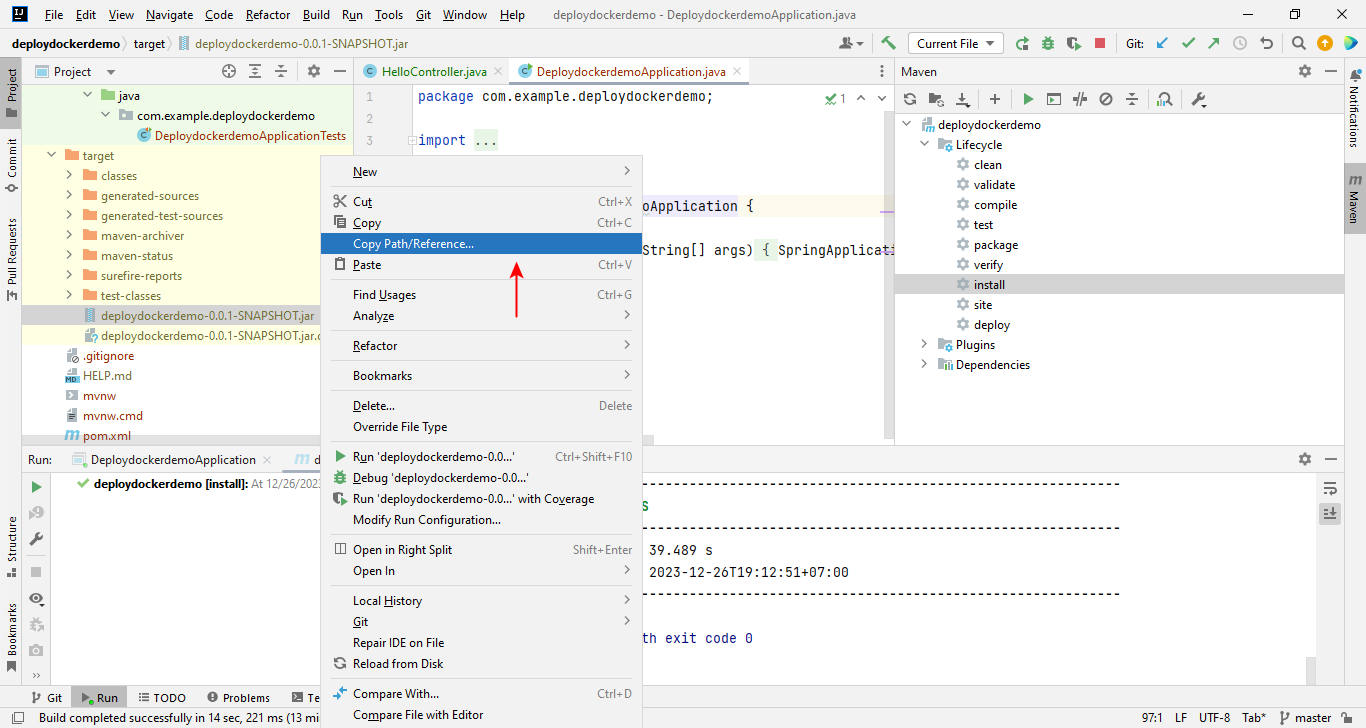 File Edit View Navigate Code Refactor Build Run Tools Git Window Help deploydockerdemo - DeploydockerdemoApplication.java
deploydockerdemo target deploydockerdemo-0.0.1-SNAPSHOT.jar
Current File
Git:
Project
HelloController.java
DeploydockerdemoApplication.java
Maven
Project
Commit
Pull Requests
Structure
Bookmarks
java
com.example.deploydockerdemo
DeploydockerdemoApplicationTests
target
classes
generated-sources
generated-test-sources
maven-archiver
maven-status
surefire-reports
test-classes
deploydockerdemo-0.0.1-SNAPSHOT.jar
deploydockerdemo-0.0.1-SNAPSHOT.jar.o
.gitignore
HELP.md
mvnw
mvnw.cmd
pom.xml
1 package com.example.deploydockerdemo;
1
2
3 import ...
oApplication {
String[] args) { SpringApplicati
New
Cut Ctrl+X
Copy Ctrl+C
Copy Path/Reference...
Paste Ctrl+V
Find Usages Ctrl+G
Analyze
Refactor
Bookmarks
Delete... Delete
Override File Type
Run 'deploydockerdemo-0.0...' Ctrl+Shift+F10
Debug 'deploydockerdemo-0.0...'
Run 'deploydockerdemo-0.0...' with Coverage
Modify Run Configuration...
Open in Right Split Shift+Enter
Open In
Local History
Git
Repair IDE on File
Reload from Disk
Compare With... Ctrl+D
Compare File with Editor
deploydockerdemo
Lifecycle
clean
validate
compile
test
package
verify
install
site
deploy
Plugins
Dependencies
Notifications
Maven
Run: DeploydockerdemoApplication d
deploydockerdemo [install]: At 12/26/2023
------------------------------------------------------------
S
------------------------------------------------------------
39.489 s
2023-12-26T19:12:51+07:00
------------------------------------------------------------
th exit code 0
Git Run TODO Problems Te
Build completed successfully in 14 sec, 221 ms (13 mi
97:1 LF UTF-8 Tab* master